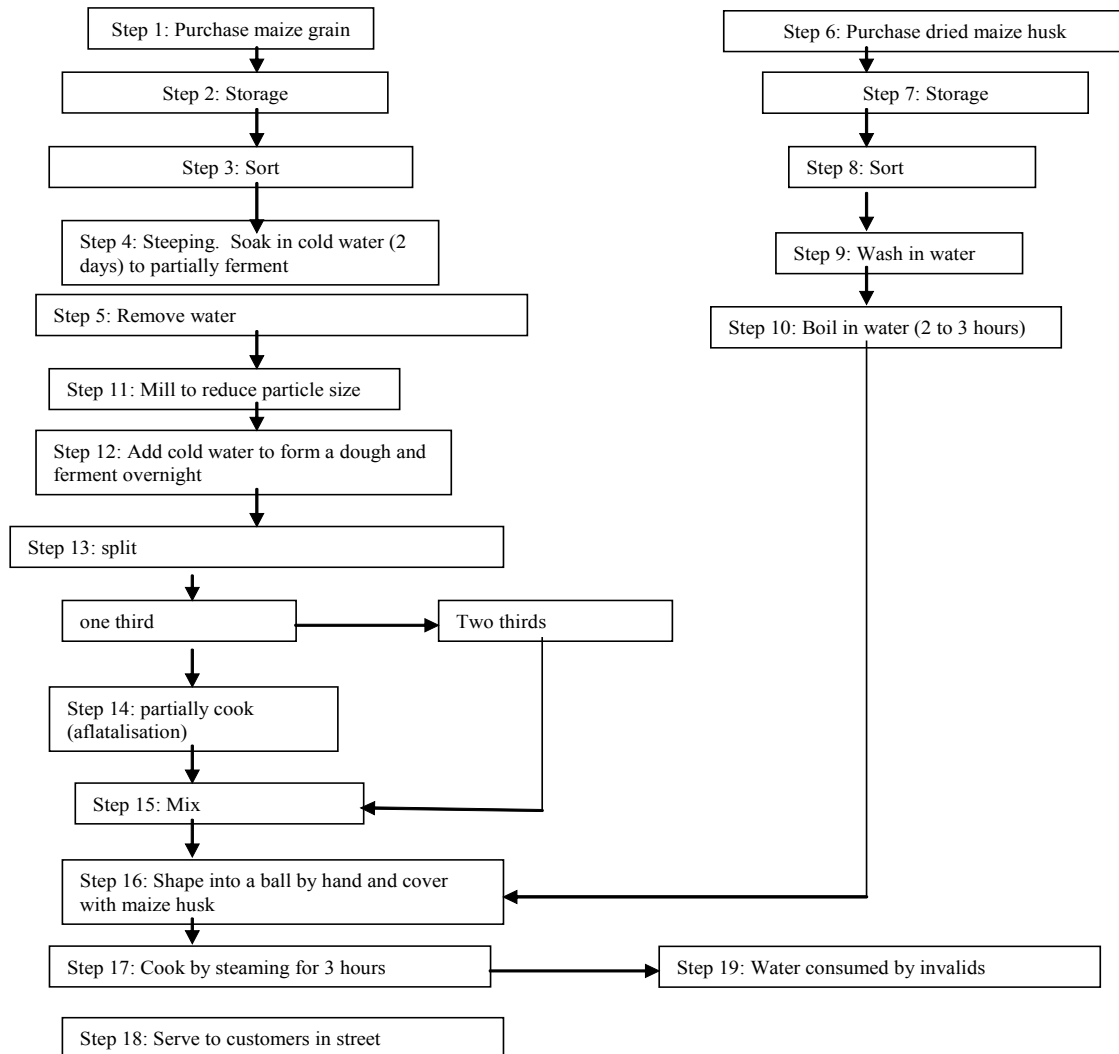 Step 1: Purchase maize grain
Step 6: Purchase dried maize husk
Step 2: Storage
Step 7: Storage
Step 3: Sort
Step 8: Sort
Step 4: Steeping.  Soak in cold water (2
days) to partially ferment
Step 9: Wash in water
Step 5: Remove water
Step 10: Boil in water (2 to 3 hours)
Step 11: Mill to reduce particle size
Step 12: Add cold water to form a dough and
ferment overnight
Step 13: split
one third
Two thirds
Step 14: partially cook
(aflatalisation)
Step 15: Mix
Step 16: Shape into a ball by hand and cover
with maize husk
Step 17: Cook by steaming for 3 hours
Step 19: Water consumed by invalids
Step 18: Serve to customers in street